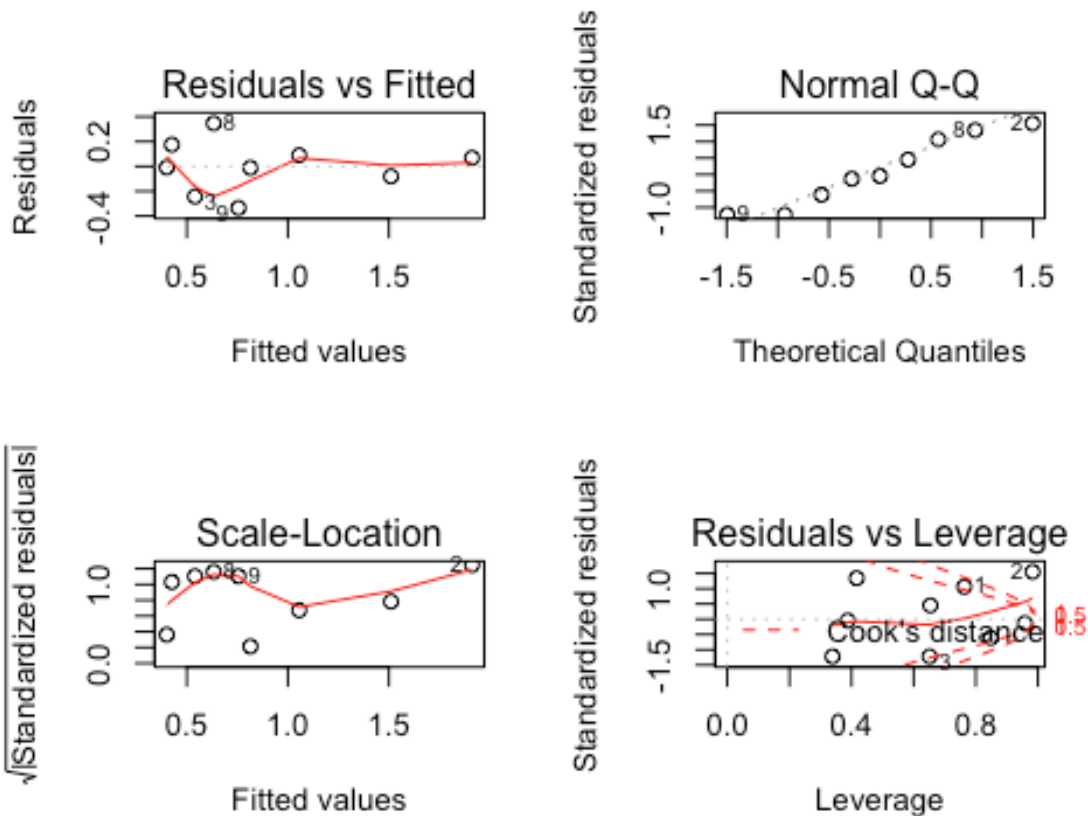 Residuals vs Fitted
Residuals
0.2
-0.4
8
3
9
0.5 1.0 1.5
Fitted values
Normal Q-Q
Standardized residuals
1.5
-1.0
8
2
9
-1.5 -0.5 0.5 1.5
Theoretical Quantiles
Scale-Location
√|Standardized residuals|
1.0
0.0
8
9
2
0.5 1.0 1.5
Fitted values
Residuals vs Leverage
Standardized residuals
1.0
-1.5
2
1
3
Cook's distance
0.0 0.4 0.8
Leverage